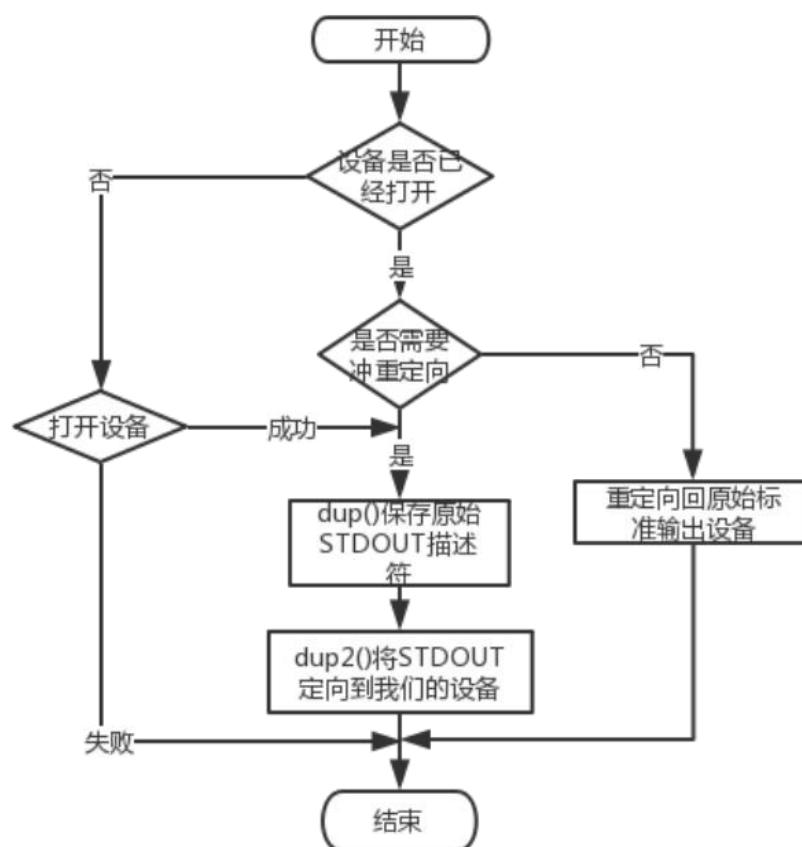 开始
设备是否已
经打开
否
是
是否需要
冲重定向
否
打开设备
成功
是
重定向回原始标
准输出设备
dup()保存原始
STDOUT描述
符
dup2()将STDOUT
定向到我们的设备
失败
结束